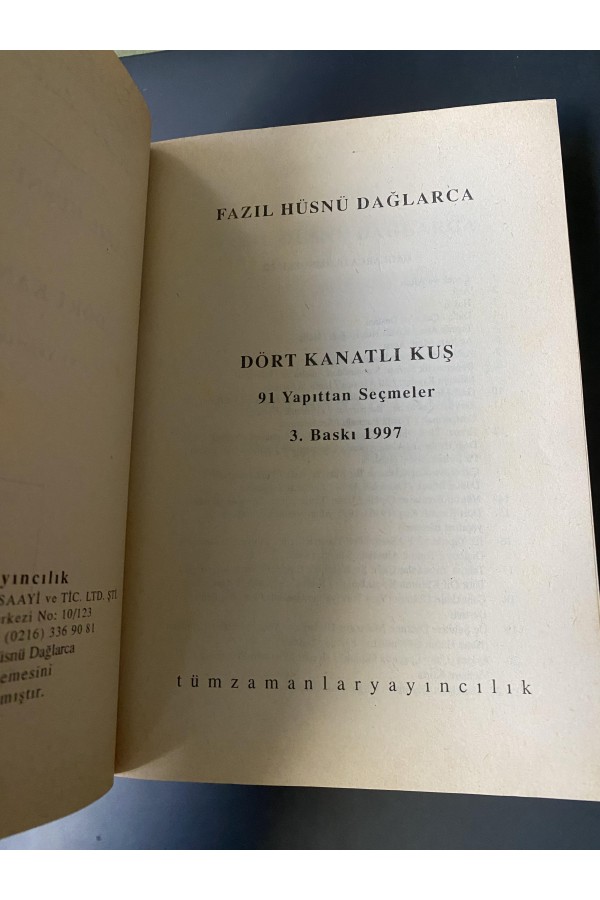 yıncılık
SAAYİ ve TİC. LTD. ŞTİ.
rkezi No: 10/123
(0216) 336 90 81
üsnü Dağlarca
emesini
mıştır.
FAZIL HÜSNÜ DAĞLARCA
DÖRT KANATLI KUŞ
91 Yapıttan Seçmeler
3. Baskı 1997
tümzamanlaryayıncılık